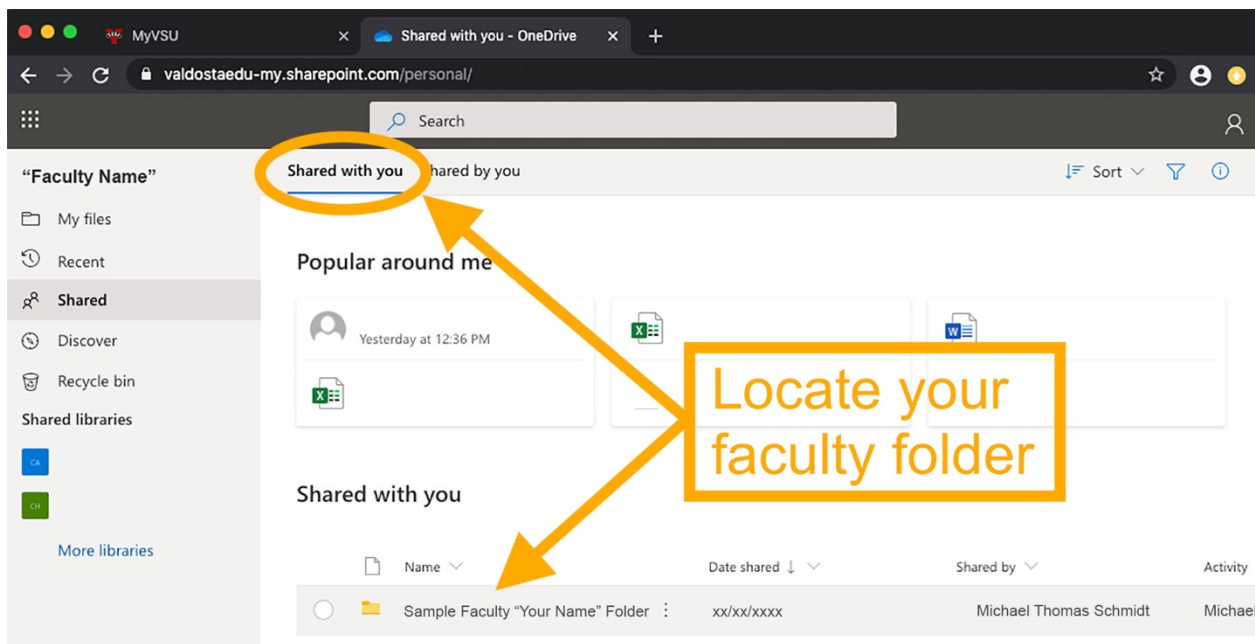 MyVSU
Shared with you - OneDrive
valdostaedu-my.sharepoint.com/personal/
Search
"Faculty Name"
Shared with you hared by you
Sort
My files
Recent
Shared
Discover
Recycle bin
Shared libraries
CA
CH
More libraries
Popular around me
Yesterday at 12:36 PM
Locate your
faculty folder
Shared with you
Name Date shared Shared by Activity
Sample Faculty "Your Name" Folder xx/xx/xxxx Michael Thomas Schmidt Michael